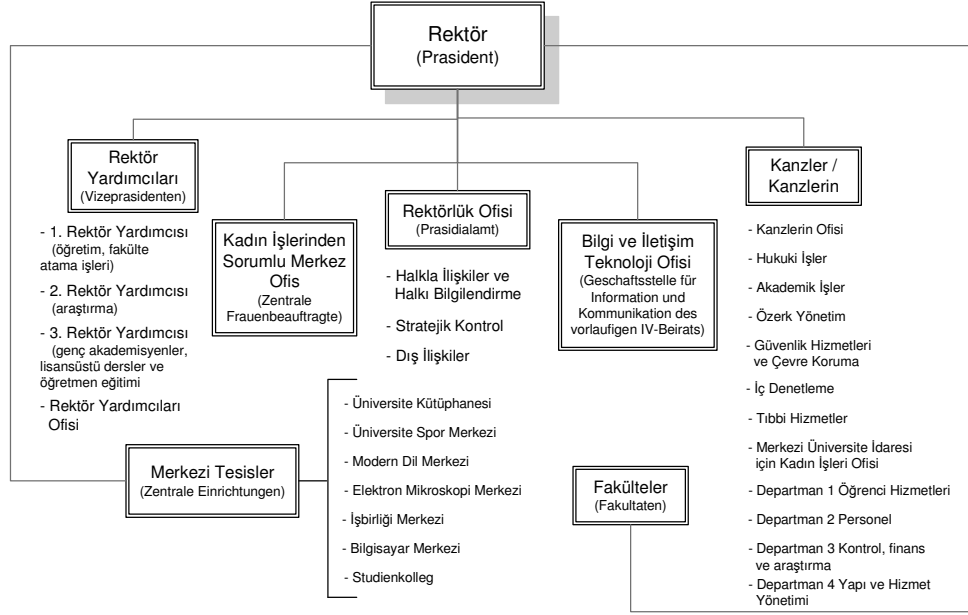 Rektör
(Prasident)
Rektör
Yardımcıları
(Vizeprasidenten)
- 1. Rektör Yardımcısı
(öğretim, fakülte
atama işleri)
- 2. Rektör Yardımcısı
(araştırma)
- 3. Rektör Yardımcısı
(genç akademisyenler,
lisansüstü dersler ve
öğretmen eğitimi
- Rektör Yardımcıları
Ofisi
Kadın İşlerinden
Sorumlu Merkez
Ofis
(Zentrale
Frauenbeauftragte)
Rektörlük Ofisi
(Prasidialamt)
- Halkla İlişkiler ve
Halkı Bilgilendirme
- Stratejik Kontrol
- Dış İlişkiler
Bilgi ve İletişim
Teknoloji Ofisi
(Geschaftsstelle für
Information und
Kommunikation des
vorlaufigen IV-Beirats)
Kanzler /
Kanzlerin
- Kanzlerin Ofisi
- Hukuki İşler
- Akademik İşler
- Özerk Yönetim
- Güvenlik Hizmetleri
ve Çevre Koruma
- İç Denetleme
- Tıbbi Hizmetler
- Merkezi Üniversite İdaresi
için Kadın İşleri Ofisi
- Departman 1 Öğrenci Hizmetleri
- Departman 2 Personel
- Departman 3 Kontrol, finans
ve araştırma
- Departman 4 Yapı ve Hizmet
Yönetimi
Merkezi Tesisler
(Zentrale Einrichtungen)
- Üniversite Kütüphanesi
- Üniversite Spor Merkezi
- Modern Dil Merkezi
- Elektron Mikroskopi Merkezi
- İşbirliği Merkezi
- Bilgisayar Merkezi
- Studienkolleg
Fakülteler
(Fakultaten)